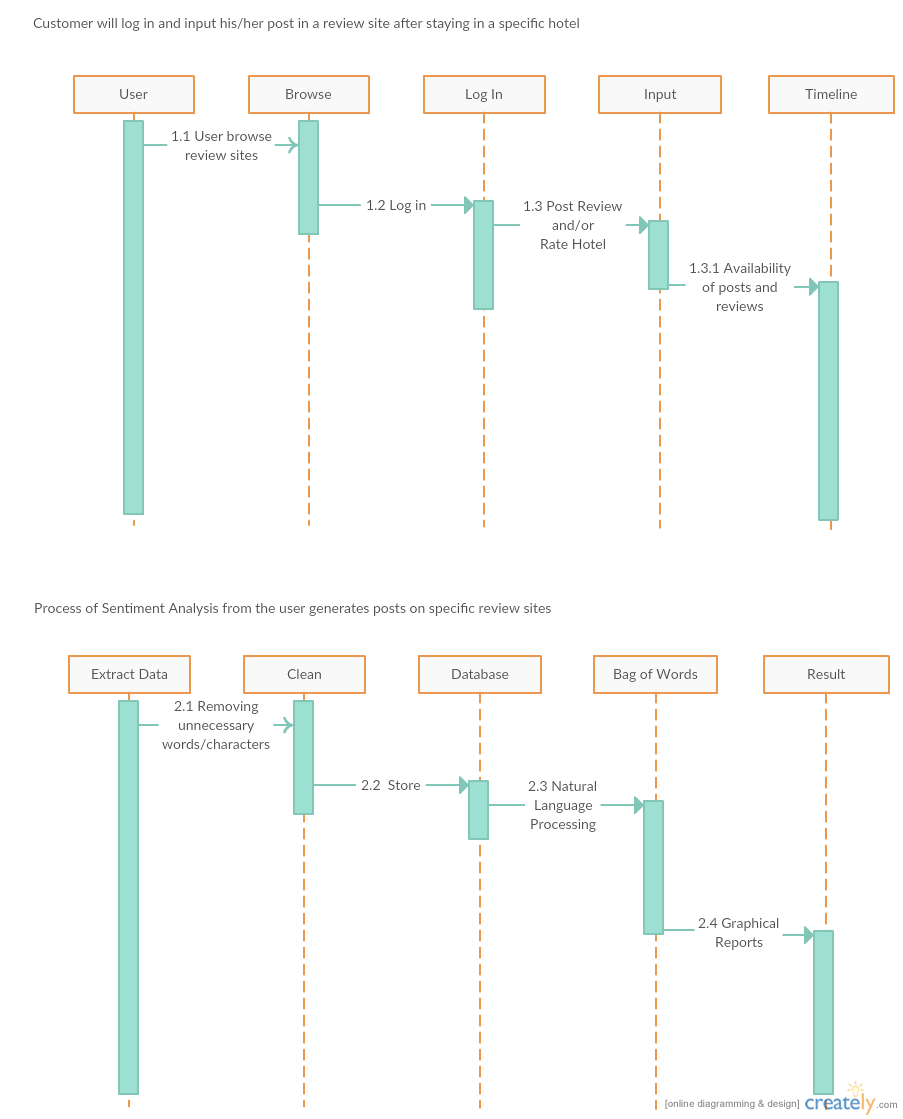 Customer will log in and input his/her post in a review site after staying in a specific hotel
User
Browse
Log In
Input
Timeline
1.1 User browse
review sites
1.2 Log in
1.3 Post Review
and/or
Rate Hotel
1.3.1 Availability
of posts and
reviews
Process of Sentiment Analysis from the user generates posts on specific review sites
Extract Data
Clean
Database
Bag of Words
Result
2.1 Removing
unnecessary
words/characters
2.2  Store
2.3 Natural
Language
Processing
2.4 Graphical
Reports
[online diagramming & design] creately.com